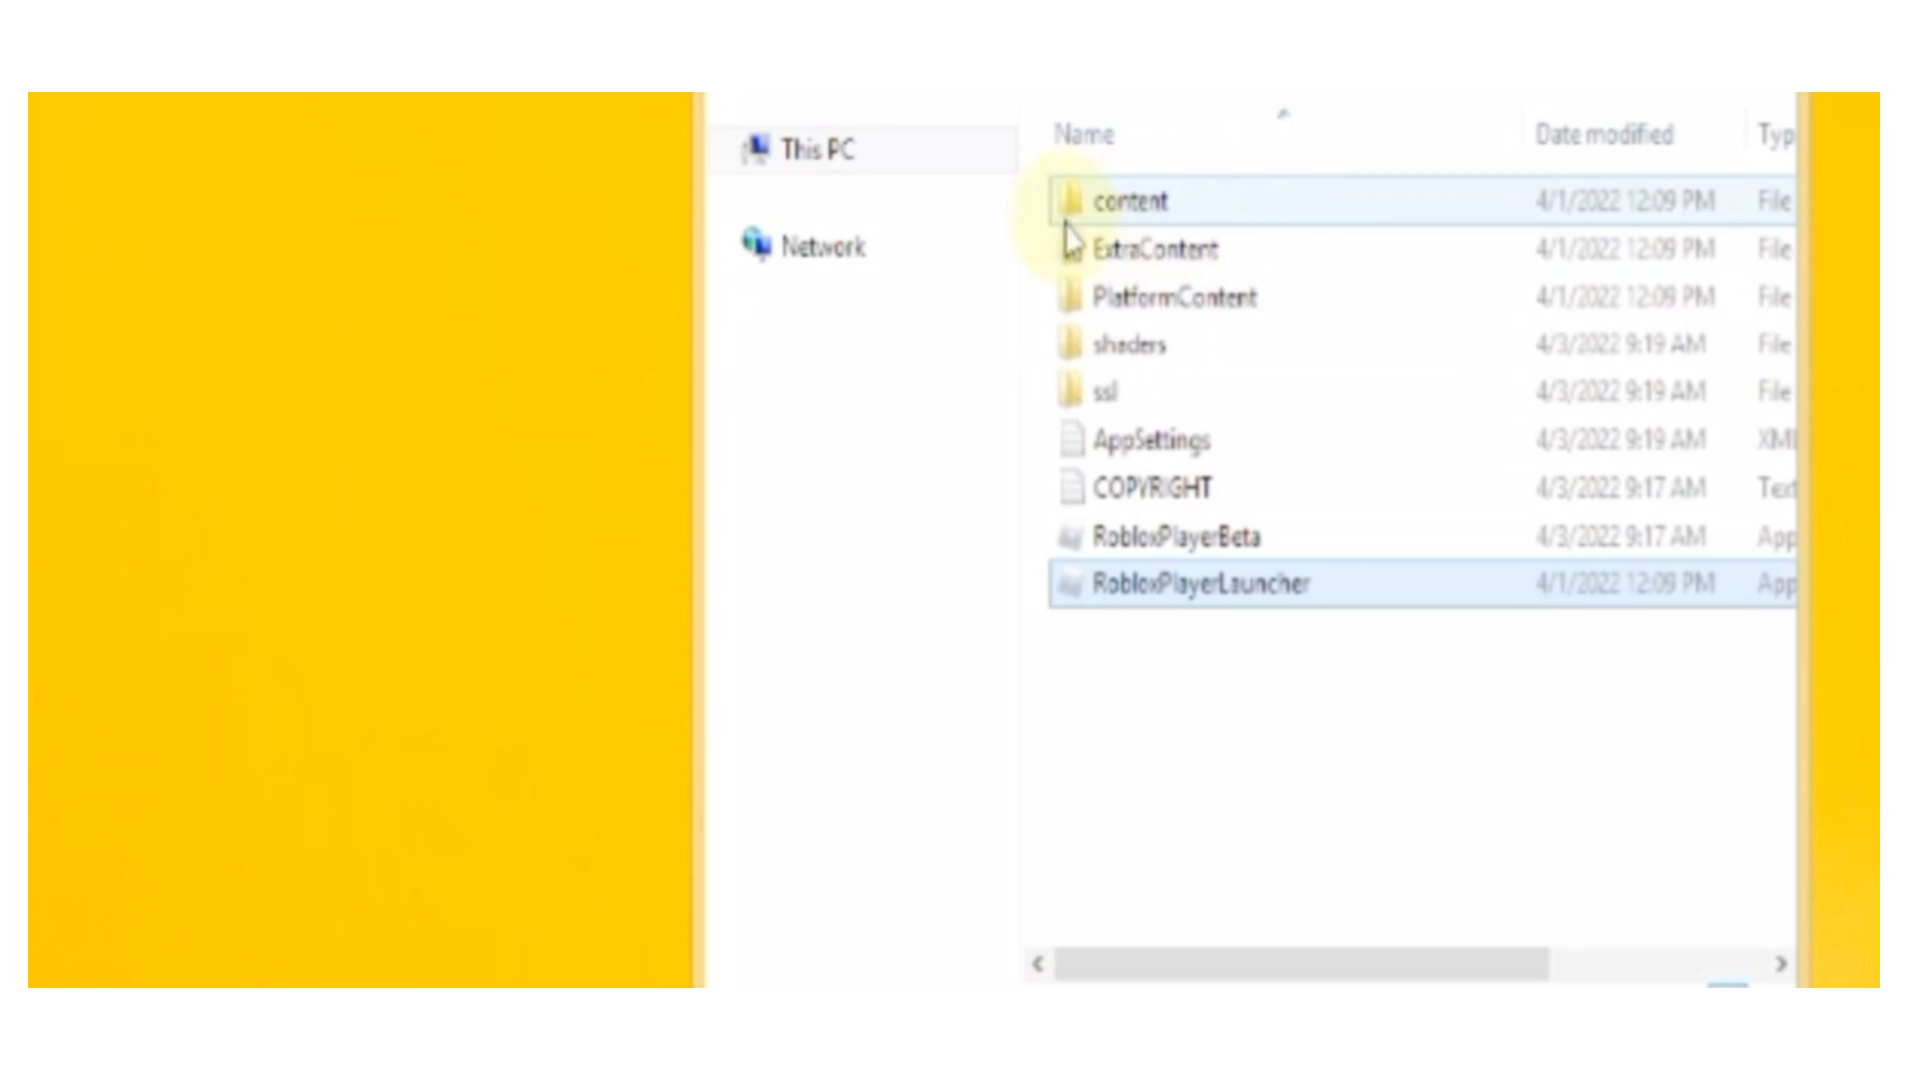 This PC
Network
Name Date modified Typ
content 4/1/2022 12:09 PM File
ExtraContent 4/1/2022 12:09 PM File
PlatformContent 4/1/2022 12:09 PM File
shaders 4/3/2022 9:19 AM File
ssl 4/3/2022 9:19 AM File
AppSettings 4/3/2022 9:19 AM XML
COPYRIGHT 4/3/2022 9:17 AM Text
RobloxPlayerBeta 4/3/2022 9:17 AM App
RobloxPlayerLauncher 4/1/2022 12:09 PM App